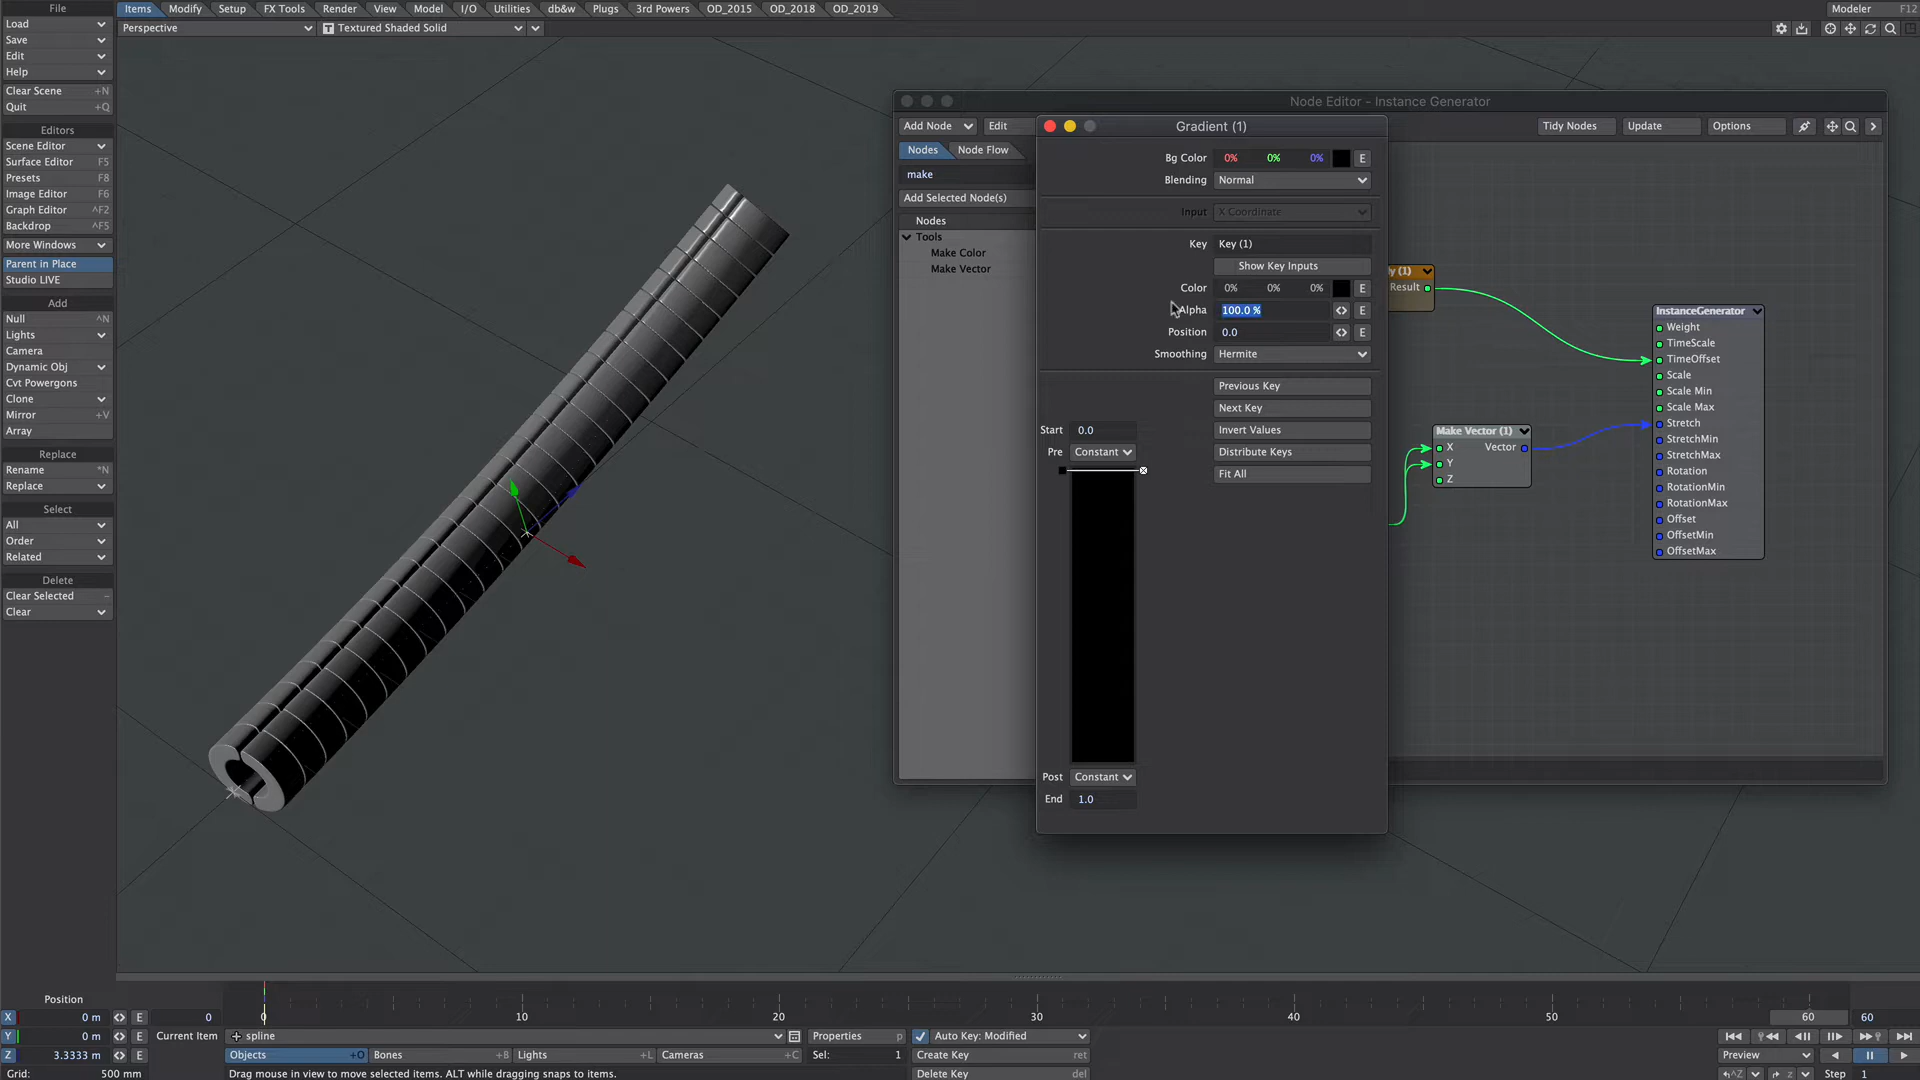 Items Modify Setup FX Tools Render View Model I/O Utilities db&w Plugs 3rd Powers OD_2015 OD_2018 OD_2019 Modeler F12
File
Perspective T Textured Shaded Solid
Load
Save
Edit
Help
Clear Scene +N
Quit +Q
Editors
Scene Editor
Surface Editor F5
Presets F8
Image Editor F6
Graph Editor ^F2
Backdrop ^F5
More Windows
Parent in Place
Studio LIVE
Add
Null +N
Lights
Camera
Dynamic Obj
Cvt Powergons
Clone
Mirror +V
Array
Replace
Rename *N
Replace
Select
All
Order
Related
Delete
Clear Selected -
Clear
Node Editor - Instance Generator
Add Node Edit Tidy Nodes Update Options
Nodes Node Flow
make
Add Selected Node(s)
Nodes
Tools
Make Color
Make Vector
Gradient (1)
Bg Color 0% 0% 0% E
Blending Normal
Input X Coordinate
Key Key (1)
Show Key Inputs
Color 0% 0% 0% E
Alpha 100.0 % E
Position 0.0 E
Smoothing Hermite
Previous Key
Next Key
Start 0.0 Invert Values
Pre Constant Distribute Keys
Fit All
Post Constant
End 1.0
y (1)
Result
Make Vector (1)
X Vector
Y
Z
InstanceGenerator
Weight
TimeScale
TimeOffset
Scale
Scale Min
Scale Max
Stretch
StretchMin
StretchMax
Rotation
RotationMin
RotationMax
Offset
OffsetMin
OffsetMax
Position
X 0 m E 0 0 10 20 30 40 50 60 60
Y 0 m E Current Item spline Properties p Auto Key: Modified
Z 3.3333 m E Objects +O Bones +B Lights +L Cameras +C Sel: 1 Create Key ret Preview
Grid: 500 mm Drag mouse in view to move selected items. ALT while dragging snaps to items. Delete Key del ^Z z Step 1